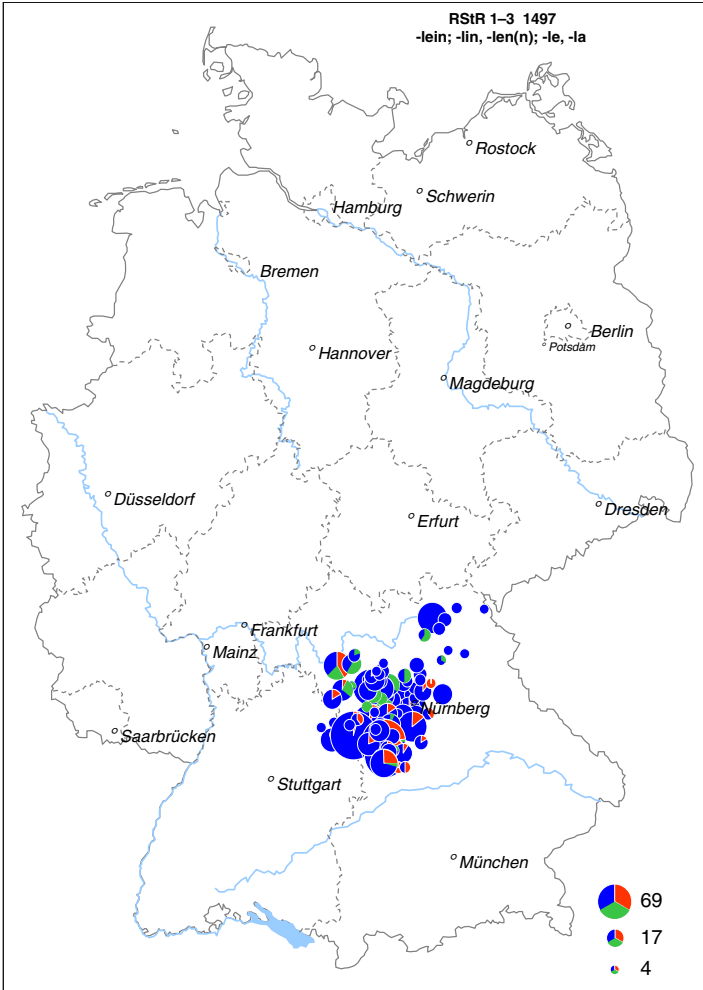 RStR 1–3 1497
-lein; -lin, -len(n); -le, -la
Rostock
Schwerin
Hamburg
Bremen
Berlin
Potsdam
Hannover
Magdeburg
Düsseldorf
Dresden
Erfurt
Frankfurt
Mainz
Nürnberg
Saarbrücken
Stuttgart
München
69
17
4